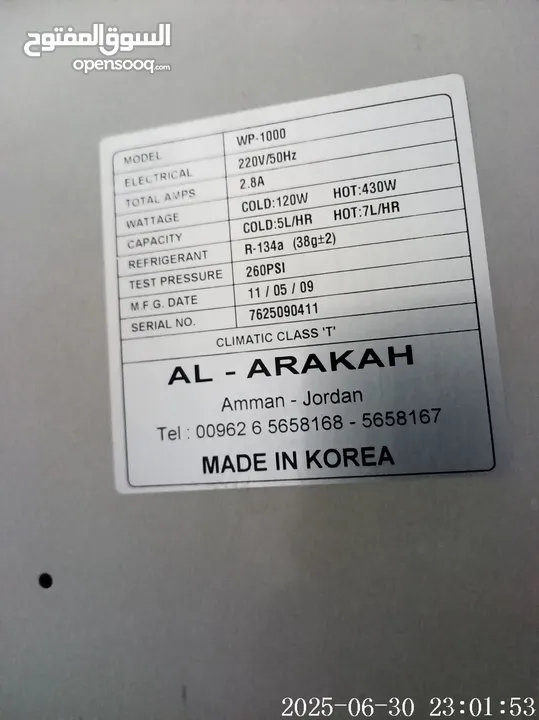 السوق المفتوح
opensooq.com
MODEL WP-1000
ELECTRICAL 220V/50Hz
TOTAL AMPS 2.8A
WATTAGE COLD:120W HOT:430W
CAPACITY COLD:5L/HR HOT:7L/HR
REFRIGERANT R-134a (38g±2)
TEST PRESSURE 260PSI
M.F.G. DATE 11 / 05 / 09
SERIAL NO. 7625090411
CLIMATIC CLASS 'T'
AL - ARAKAH
Amman - Jordan
Tel : 00962 6 5658168 - 5658167
MADE IN KOREA
2025-06-30 23:01:53